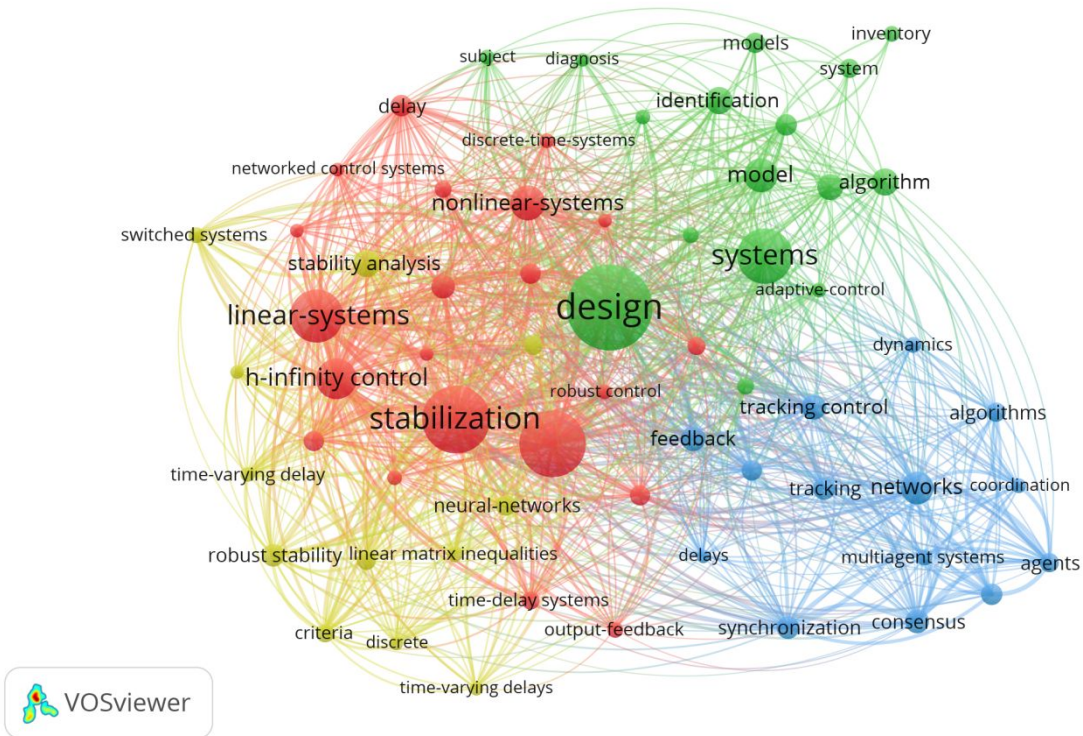 inventory
models
subject
diagnosis
system
identification
delay
discrete-time-systems
networked control systems
model
algorithm
nonlinear-systems
switched systems
stability analysis
systems
adaptive-control
design
linear-systems
dynamics
h-infinity control
robust control
tracking control
algorithms
stabilization
feedback
time-varying delay
tracking
networks
coordination
neural-networks
robust stability
linear matrix inequalities
delays
multiagent systems
agents
time-delay systems
criteria
discrete
output-feedback
synchronization
consensus
time-varying delays
VOSviewer